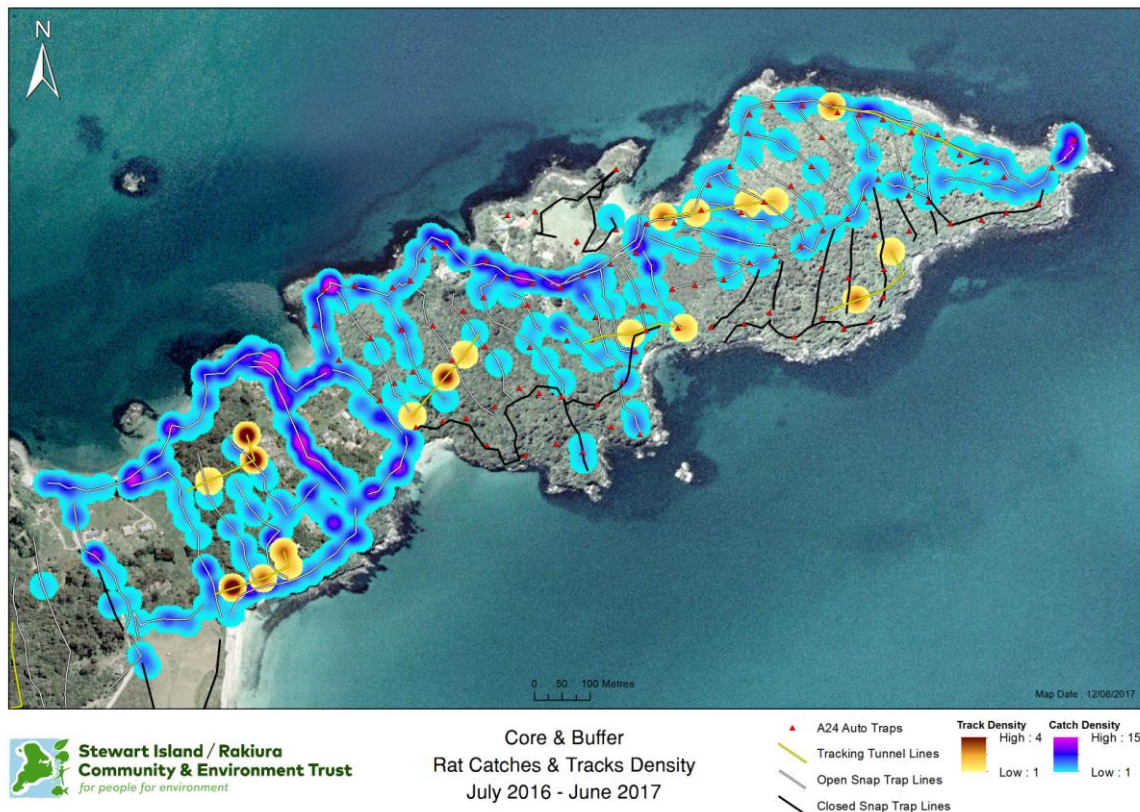 N
0 50 100 Metres
Map Date : 12/06/2017
Stewart Island / Rakiura
Community & Environment Trust
for people for environment
Core & Buffer
Rat Catches & Tracks Density
July 2016 - June 2017
A24 Auto Traps
Tracking Tunnel Lines
Open Snap Trap Lines
Closed Snap Trap Lines
Track Density
High : 4
Low : 1
Catch Density
High : 15
Low : 1